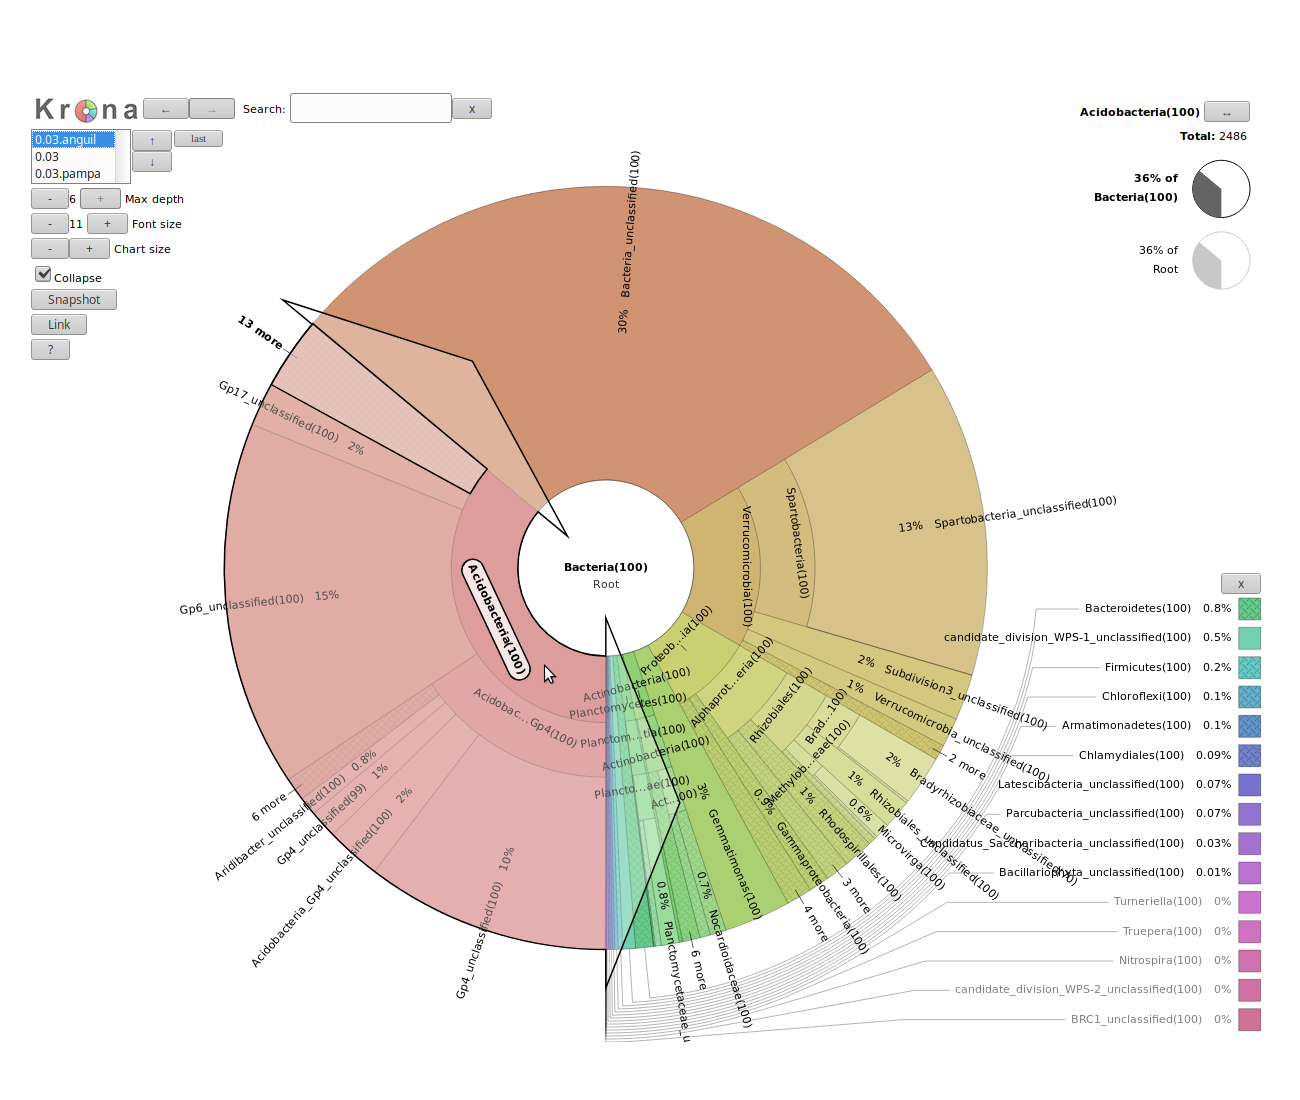 Krona
←
→
Search:
x
0.03.anguil
0.03
0.03.pampa
↑
↓
last
- 6 + Max depth
- 11 + Font size
- + Chart size
Collapse
Snapshot
Link
?
Acidobacteria(100)
↔
Total: 2486
36% of
Bacteria(100)
36% of
Root
30% Bacteria_unclassified(100)
13 more
Gp17_unclassified(100) 2%
Gp6_unclassified(100) 15%
Acidobacteria(100)
Acidobac...Gp4(100)
6 more
Aridibacter_unclassified(100) 0.8%
Gp4_unclassified(99) 1%
Acidobacteria_Gp4_unclassified(100) 2%
Gp4_unclassified(100) 10%
Bacteria(100)
Root
Verrucomicrobia(100)
Spartobacteria(100)
13% Spartobacteria_unclassified(100)
2% Subdivision3_unclassified(100)
1% Verrucomicrobia_unclassified(100)
2 more
Proteob...ia(100)
Alphaprot...eria(100)
Rhizobiales(100)
Brad...100)
Methylob...eae(100)
2% Bradyrhizobiaceae_unclassified(100)
1% Rhizobiales_unclassified(100)
0.6% Microvirga(100)
1% Rhodospirillales(100)
3 more
0.9% Gammaproteobacteria(100)
4 more
3% Gemmatimonas(100)
Actinobacteria(100)
Planctomycetes(100)
Planctom...tia(100)
Actinobacteria(100)
Plancto...ae(100)
Act...00)
0.7% Nocardioidaceae(100)
6 more
0.8% Planctomycetaceae_u
x
Bacteroidetes(100) 0.8%
candidate_division_WPS-1_unclassified(100) 0.5%
Firmicutes(100) 0.2%
Chloroflexi(100) 0.1%
Armatimonadetes(100) 0.1%
Chlamydiales(100) 0.09%
Latescibacteria_unclassified(100) 0.07%
Parcubacteria_unclassified(100) 0.07%
Candidatus_Saccharibacteria_unclassified(100) 0.03%
Bacillariophyta_unclassified(100) 0.01%
Turneriella(100) 0%
Truepera(100) 0%
Nitrospira(100) 0%
candidate_division_WPS-2_unclassified(100) 0%
BRC1_unclassified(100) 0%